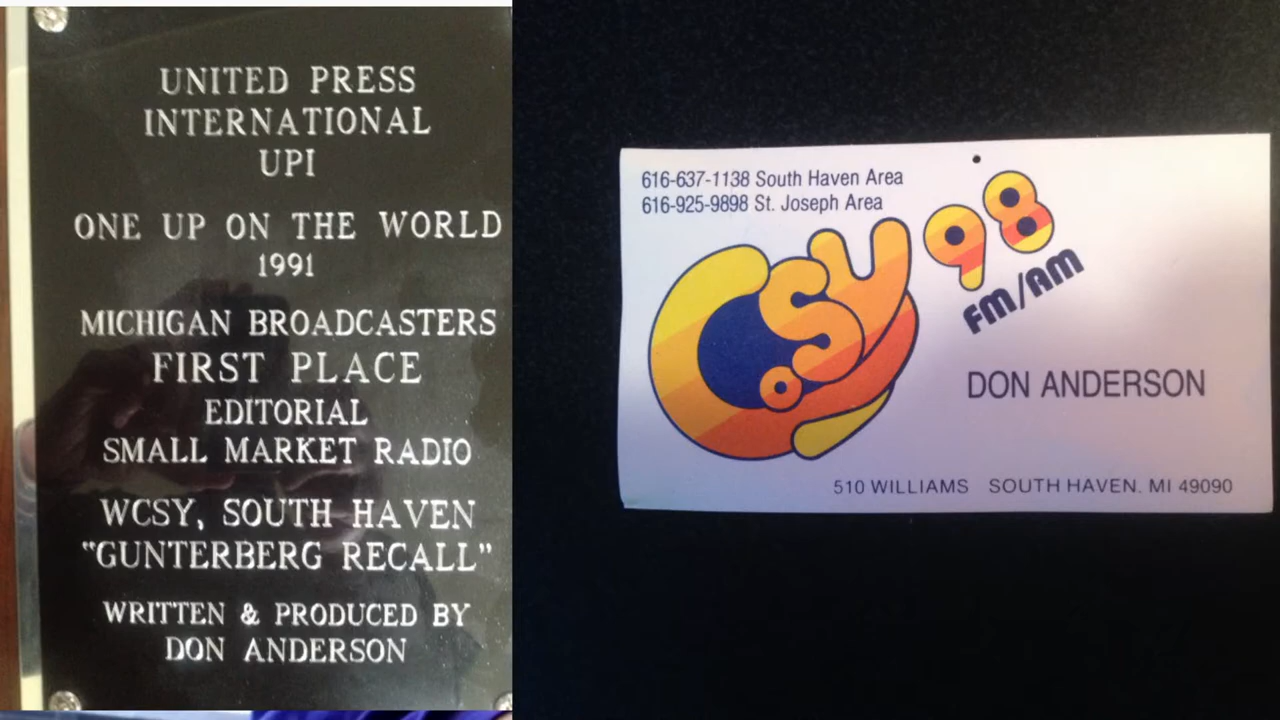 UNITED PRESS
INTERNATIONAL
UPI
ONE UP ON THE WORLD
1991
MICHIGAN BROADCASTERS
FIRST PLACE
EDITORIAL
SMALL MARKET RADIO
WCSY, SOUTH HAVEN
"GUNTERBERG RECALL"
WRITTEN & PRODUCED BY
DON ANDERSON
616-637-1138 South Haven Area
616-925-9898 St. Joseph Area
CoSY 98
FM/AM
DON ANDERSON
510 WILLIAMS SOUTH HAVEN. MI 49090